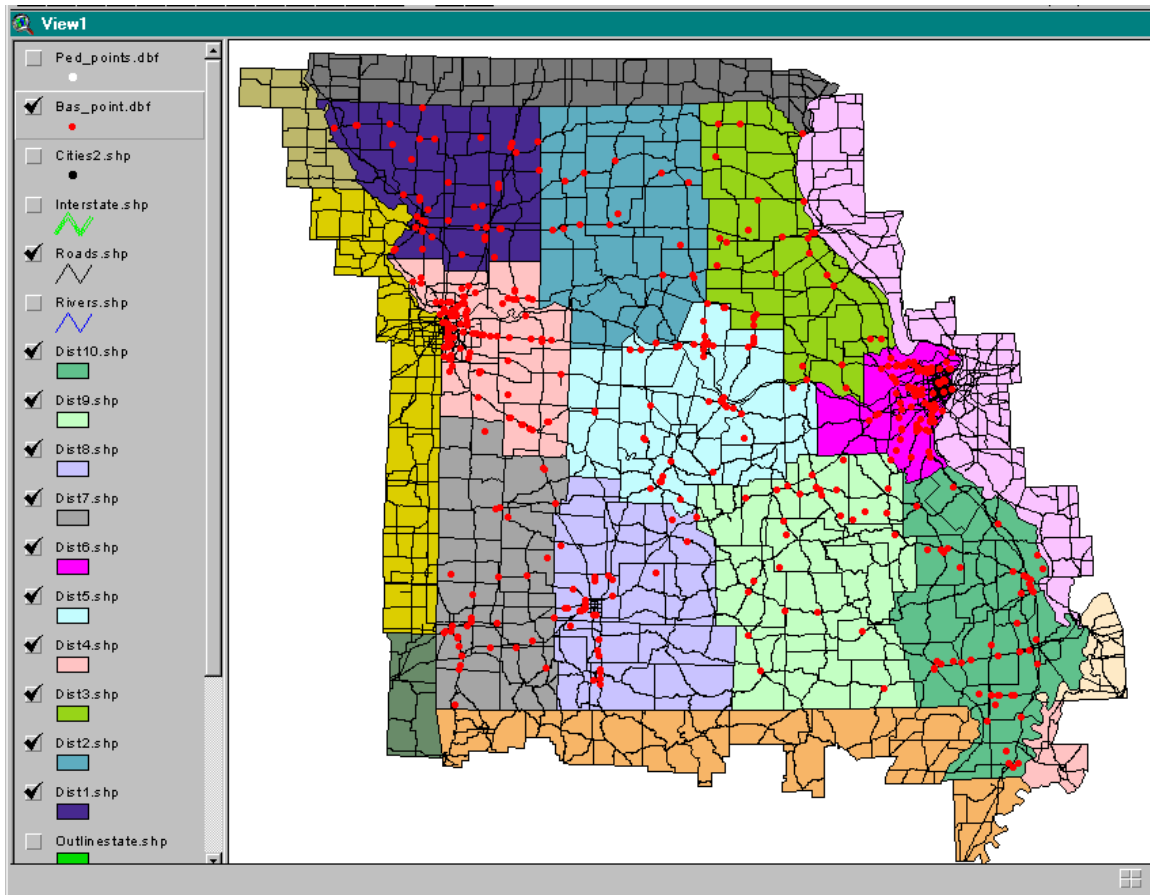 View1
Ped_points.dbf
Bas_point.dbf
Cities2.shp
Interstate.shp
Roads.shp
Rivers.shp
Dist10.shp
Dist9.shp
Dist8.shp
Dist7.shp
Dist6.shp
Dist5.shp
Dist4.shp
Dist3.shp
Dist2.shp
Dist1.shp
Outlinestate.shp